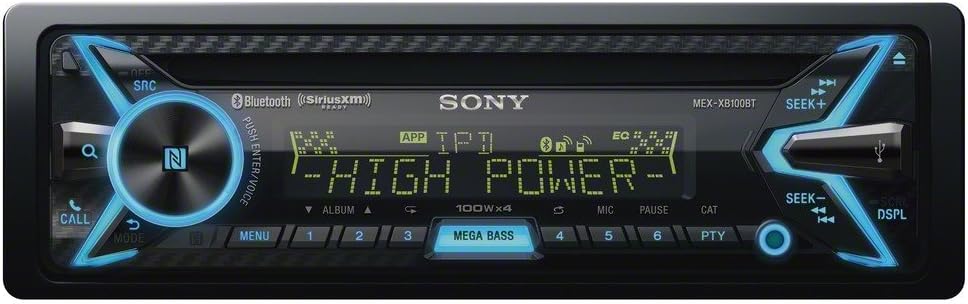 OFF
SRC
Bluetooth
((SiriusXM))
READY
SONY
MEX-XB100BT
SEEK+
PUSH ENTER/VOICE
APP IPD
EQ
-HIGH POWER-
CALL
MODE
▼ ALBUM ▲
100W×4
MIC
PAUSE
CAT
SEEK-
SCRL
DSPL
MENU
1
2
3
MEGA BASS
4
5
6
PTY